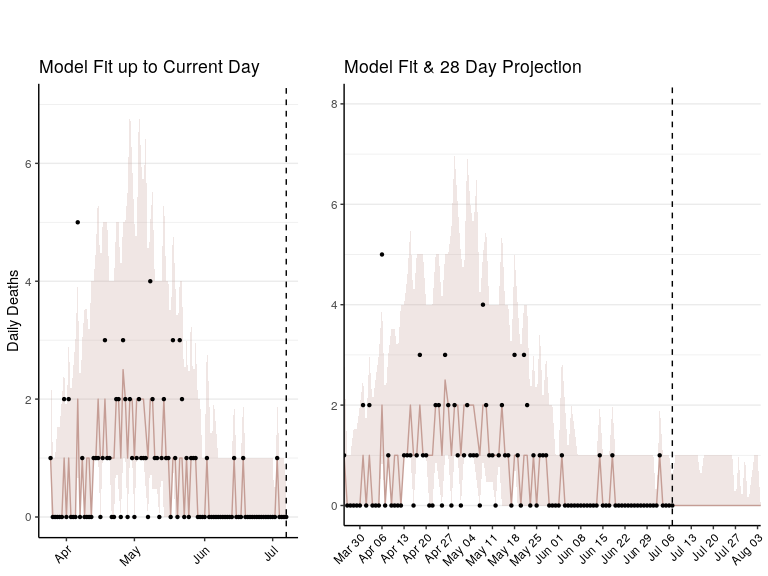 Model Fit up to Current Day
Model Fit & 28 Day Projection
Daily Deaths
6
4
2
0
8
6
4
2
0
Apr
May
Jun
Jul
Mar 30
Apr 06
Apr 13
Apr 20
Apr 27
May 04
May 11
May 18
May 25
Jun 01
Jun 08
Jun 15
Jun 22
Jun 29
Jul 06
Jul 13
Jul 20
Jul 27
Aug 03